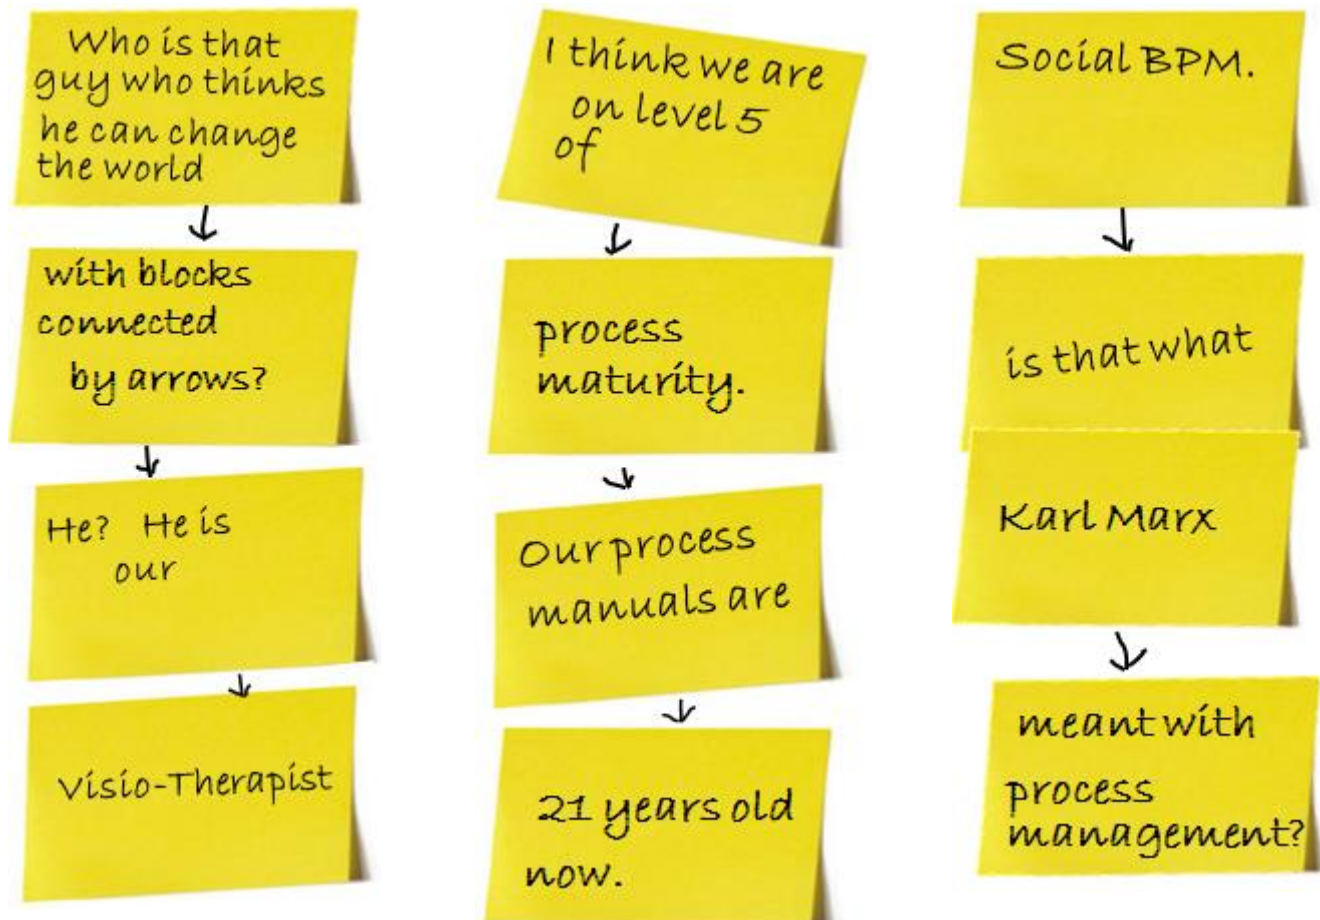 Who is that
guy who thinks
he can change
the world
with blocks
connected
by arrows?
He? He is
our
Visio-Therapist
I think we are
on level 5
of
process
maturity.
Our process
manuals are
21 years old
now.
Social BPM.
is that what
Karl Marx
meant with
process
management?